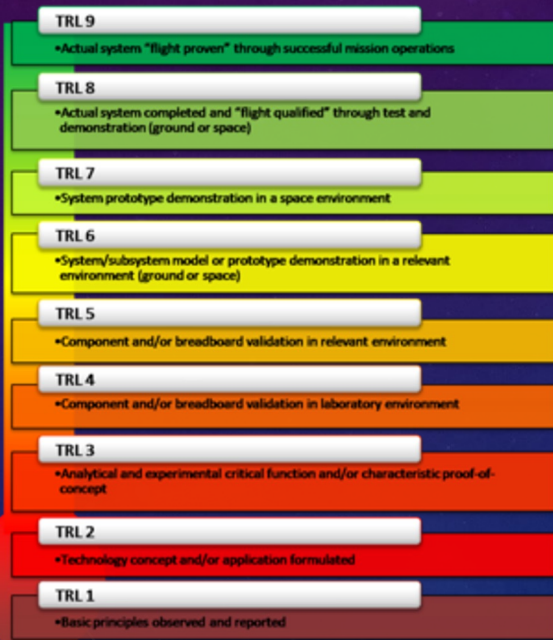 TRL 9
•Actual system "flight proven" through successful mission operations
TRL 8
•Actual system completed and "flight qualified" through test and
demonstration (ground or space)
TRL 7
•System prototype demonstration in a space environment
TRL 6
•System/subsystem model or prototype demonstration in a relevant
environment (ground or space)
TRL 5
•Component and/or breadboard validation in relevant environment
TRL 4
•Component and/or breadboard validation in laboratory environment
TRL 3
•Analytical and experimental critical function and/or characteristic proof-of-
concept
TRL 2
•Technology concept and/or application formulated
TRL 1
•Basic principles observed and reported